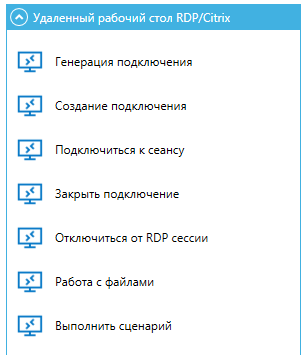 Удаленный рабочий стол RDP/Citrix
Генерация подключения
Создание подключения
Подключиться к сеансу
Закрыть подключение
Отключиться от RDP сессии
Работа с файлами
Выполнить сценарий